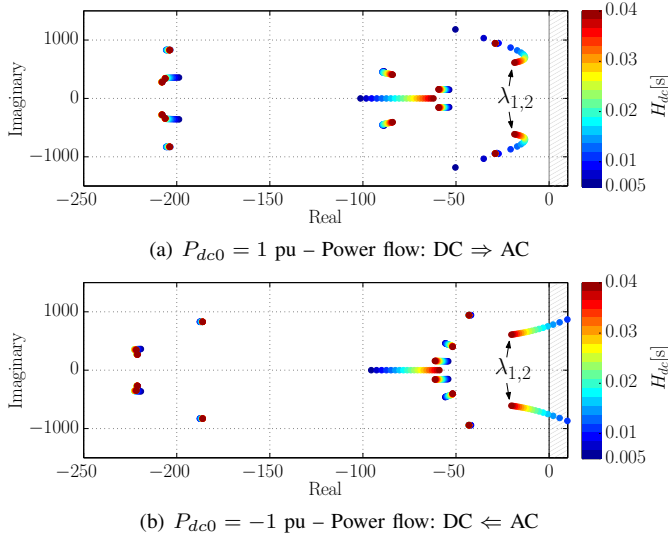 1000
0
−1000
Imaginary
−250
−200
−150
−100
−50
0
Real
λ1,2
0.04
0.03
0.02
0.01
0.005
Hdc[s]
(a) Pdc0 = 1 pu – Power flow: DC ⇒ AC
1000
0
−1000
Imaginary
−250
−200
−150
−100
−50
0
Real
λ1,2
0.04
0.03
0.02
0.01
0.005
Hdc[s]
(b) Pdc0 = −1 pu – Power flow: DC ⇐ AC